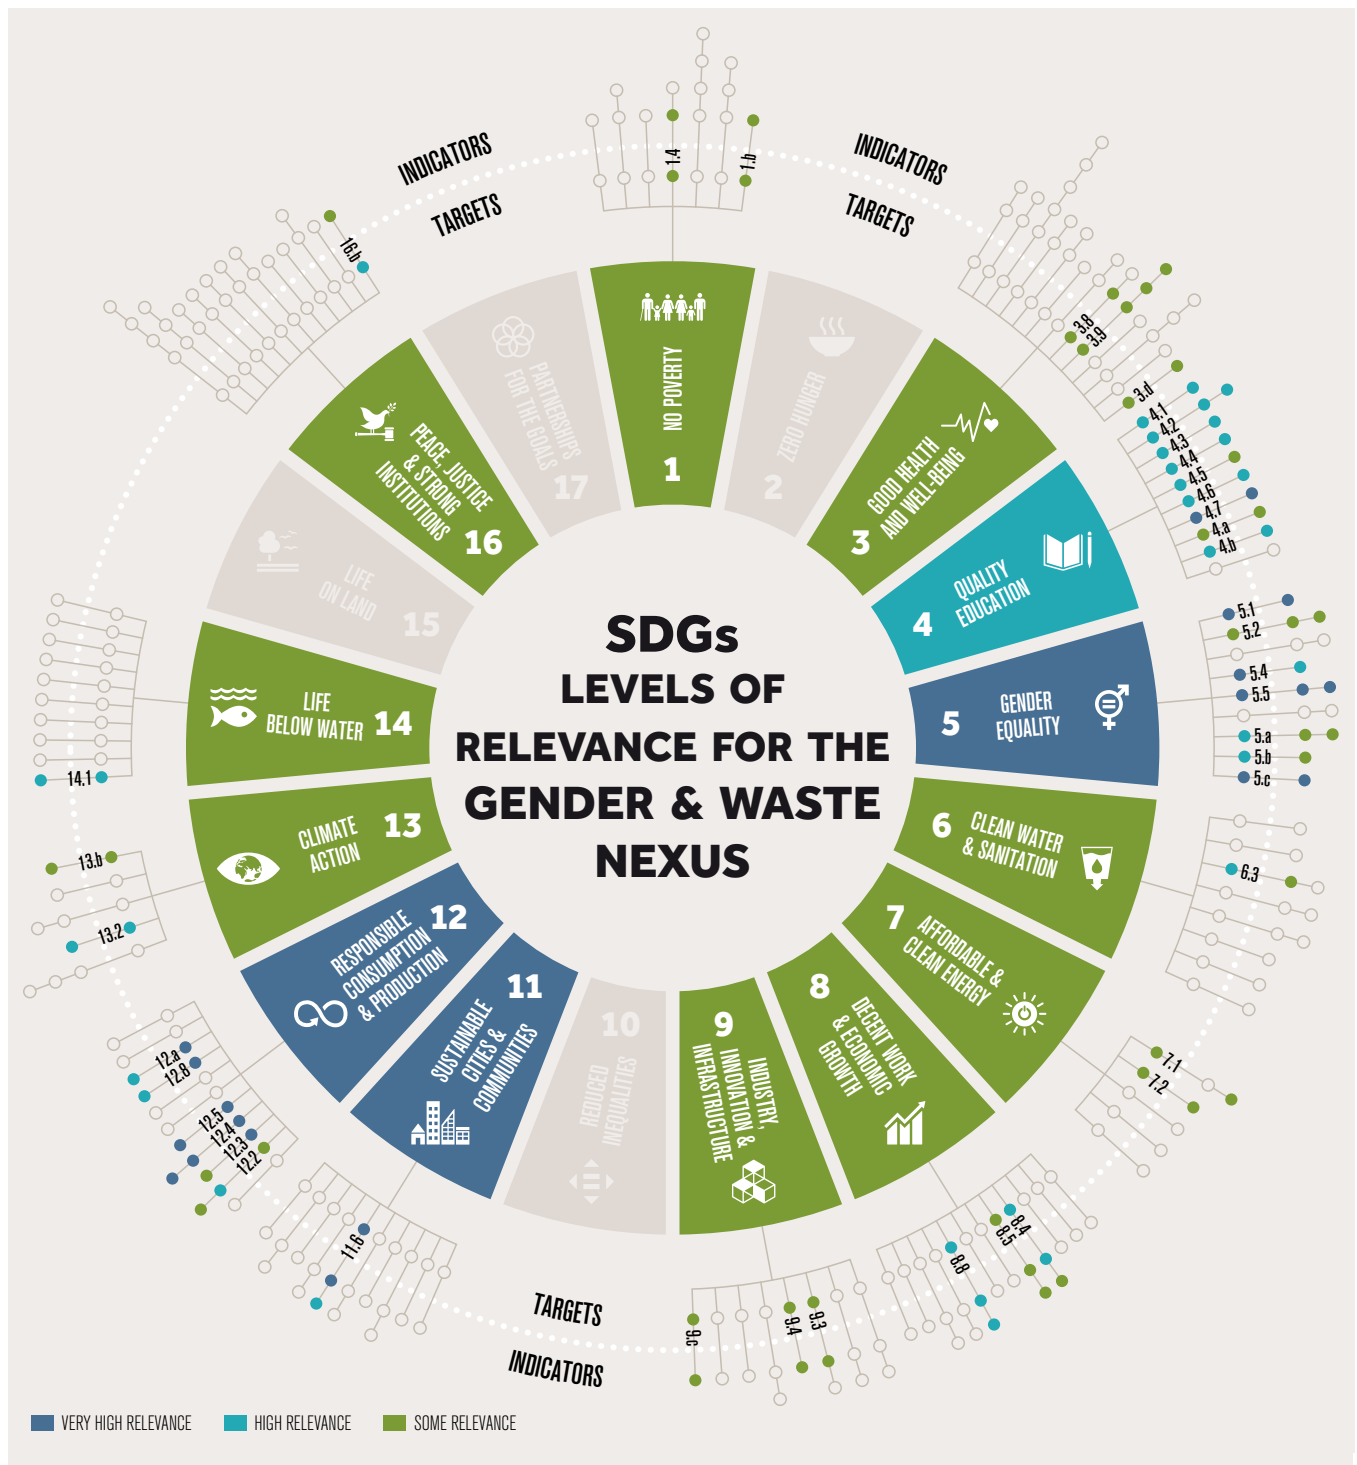 INDICATORS
TARGETS
INDICATORS
TARGETS
1.4
1.b
NO POVERTY
1
ZERO HUNGER
2
3.8
3.9
3.d
GOOD HEALTH
AND WELL-BEING
3
4.1
4.2
4.3
4.4
4.5
4.6
4.7
4.a
4.b
QUALITY
EDUCATION
4
5.1
5.2
5.4
5.5
5.a
5.b
5.c
GENDER
EQUALITY
5
6.3
CLEAN WATER
& SANITATION
6
7.1
7.2
AFFORDABLE &
CLEAN ENERGY
7
8.4
8.5
8.8
DECENT WORK
& ECONOMIC
GROWTH
8
9.3
9.4
9.c
INDUSTRY,
INNOVATION &
INFRASTRUCTURE
9
REDUCED
INEQUALITIES
10
11.6
SUSTAINABLE
CITIES &
COMMUNITIES
11
12.a
12.8
12.5
12.4
12.3
12.2
RESPONSIBLE
CONSUMPTION
& PRODUCTION
12
13.b
13.2
CLIMATE
ACTION
13
14.1
LIFE
BELOW WATER
14
LIFE
ON LAND
15
16.b
PEACE, JUSTICE
& STRONG
INSTITUTIONS
16
PARTNERSHIPS
FOR THE GOALS
17
SDGs
LEVELS OF
RELEVANCE FOR THE
GENDER & WASTE
NEXUS
TARGETS
INDICATORS
VERY HIGH RELEVANCE
HIGH RELEVANCE
SOME RELEVANCE